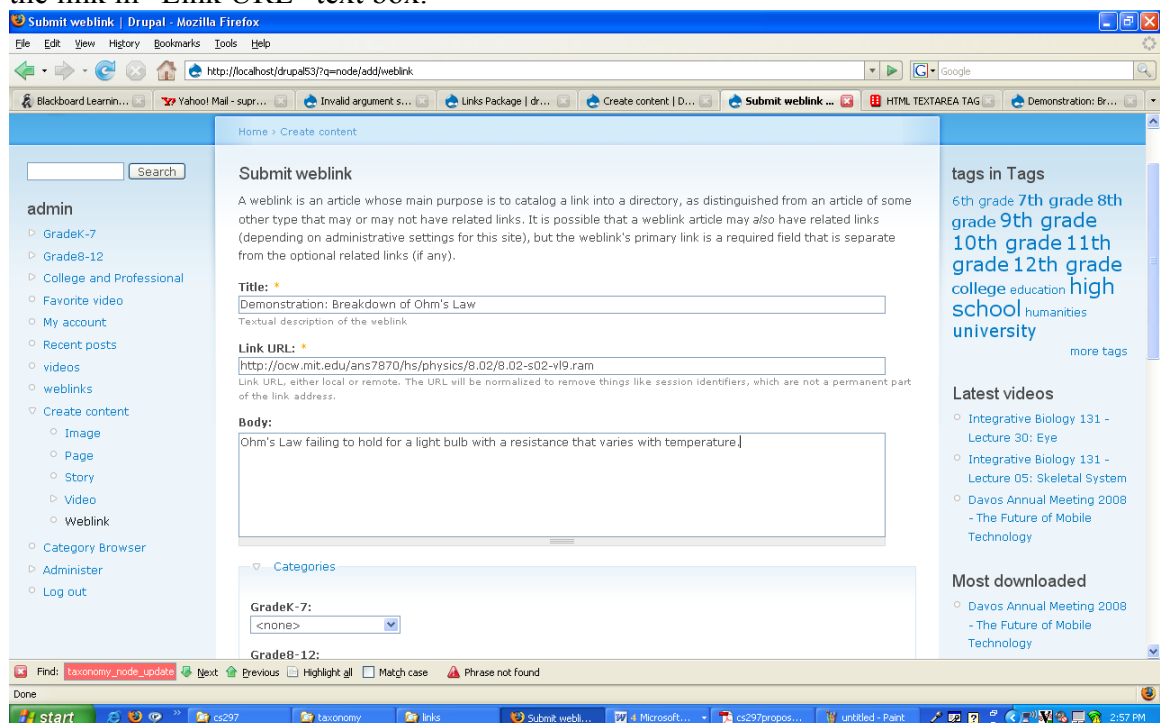 the link in "Link URL" text box.
Submit weblink | Drupal - Mozilla Firefox
File Edit View History Bookmarks Tools Help
http://localhost/drupal53/?q=node/add/weblink
Google
Blackboard Learnin... Yahoo! Mail - supr... Invalid argument s... Links Package | dr... Create content | D... Submit weblink ... HTML TEXTAREA TAG Demonstration: Br...
Home › Create content
Search
admin
GradeK-7
Grade8-12
College and Professional
Favorite video
My account
Recent posts
videos
weblinks
Create content
Image
Page
Story
Video
Weblink
Category Browser
Administer
Log out
Submit weblink
A weblink is an article whose main purpose is to catalog a link into a directory, as distinguished from an article of some
other type that may or may not have related links. It is possible that a weblink article may also have related links
(depending on administrative settings for this site), but the weblink's primary link is a required field that is separate
from the optional related links (if any).
Title: *
Demonstration: Breakdown of Ohm's Law
Textual description of the weblink
Link URL: *
http://ocw.mit.edu/ans7870/hs/physics/8.02/8.02-s02-vl9.ram
Link URL, either local or remote. The URL will be normalized to remove things like session identifiers, which are not a permanent part
of the link address.
Body:
Ohm's Law failing to hold for a light bulb with a resistance that varies with temperature.
Categories
GradeK-7:
<none>
Grade8-12:
tags in Tags
6th grade 7th grade 8th
grade 9th grade
10th grade 11th
grade 12th grade
college education high
school humanities
university
more tags
Latest videos
Integrative Biology 131 -
Lecture 30: Eye
Integrative Biology 131 -
Lecture 05: Skeletal System
Davos Annual Meeting 2008
- The Future of Mobile
Technology
Most downloaded
Davos Annual Meeting 2008
- The Future of Mobile
Technology
Find: taxonomy_node_update Next Previous Highlight all Match case Phrase not found
Done
start cs297 taxonomy links Submit webli... 4 Microsoft... cs297propos... untitled - Paint 2:57 PM